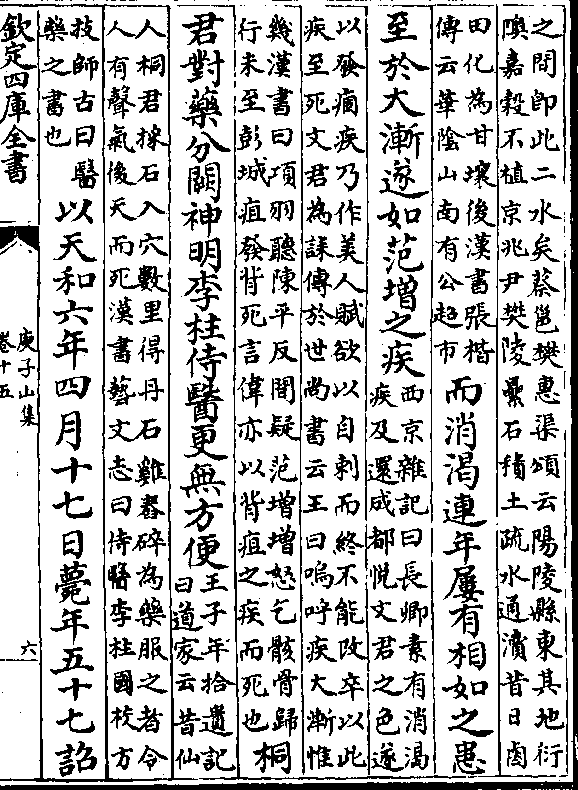 之間即此二水矣蔡邕樊惠渠頌云陽陵縣東其地衍
隩嘉穀不植京兆尹樊陵壘石積土疏水通瀆昔日鹵
田化為甘壤後漢書張楷
傳云華陰山南有公超市
而消渴連年屢有相如之患
至於大漸遂如范增之疾
西京雜記曰長卿素有消渴
疾及還成都悅文君之色遂
以發痼疾乃作美人賦欲以自刺而終不能改卒以此
疾至死文君為誄傳於世尚書云王曰嗚呼疾大漸惟
幾漢書曰項羽聽陳平反間疑范增增怒乞骸骨歸
行未至彭城疽發背死言偉亦以背疽之疾而死也
桐
君對藥分闗神明李柱侍醫更無方便
王子年拾遺記
曰道家云昔仙
人桐君採石入穴數里得丹石雞舂碎為藥服之者令
人有聲氣後天而死漢書藝文志曰侍醫李柱國校方
技師古曰醫
藥之書也
以天和六年四月十七日薨年五十七詔
欽定四庫全書
庾子山集
卷十五
六